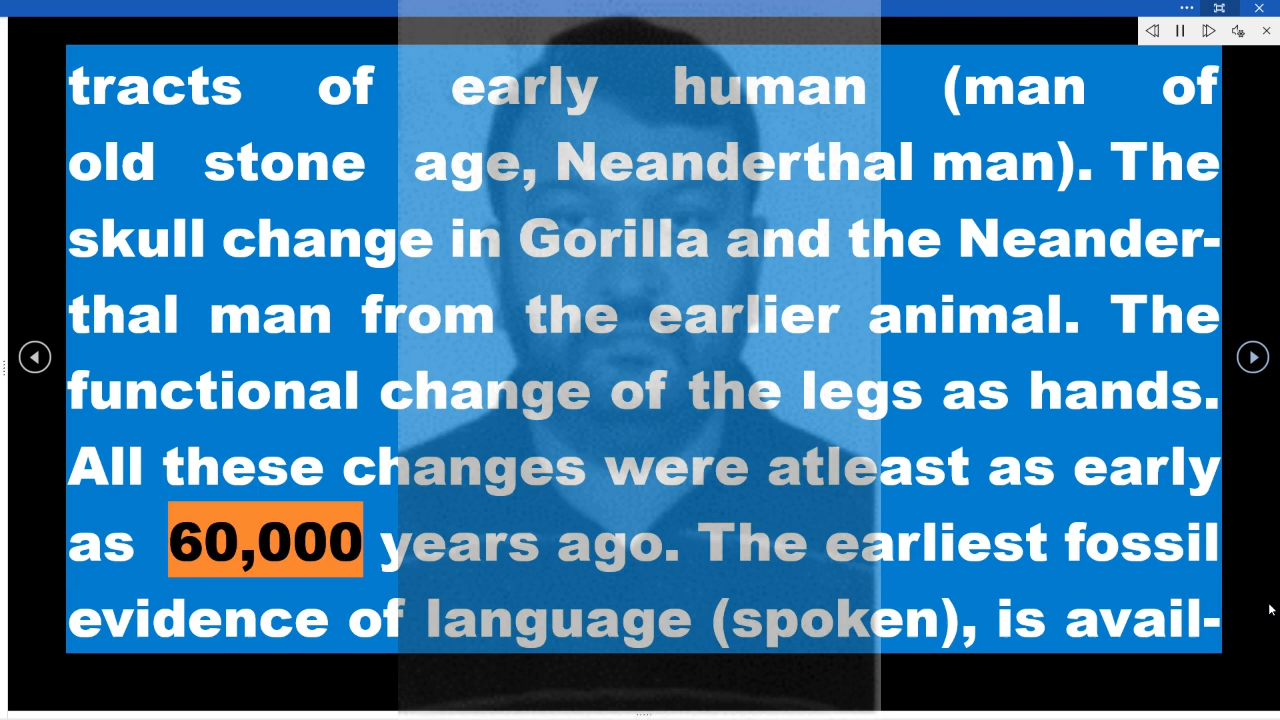 tracts of early human (man of
old stone age, Neanderthal man). The
skull change in Gorilla and the Neander-
thal man from the earlier animal. The
functional change of the legs as hands.
All these changes were atleast as early
as 60,000 years ago. The earliest fossil
evidence of language (spoken), is avail-